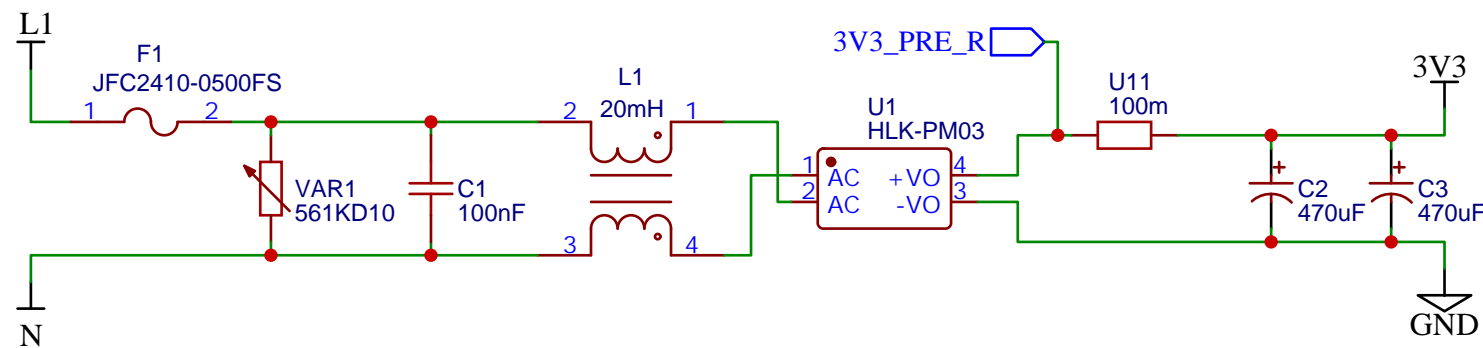 L1
F1
JFC2410-0500FS
1
2
VAR1
561KD10
C1
100nF
L1
20mH
2
1
3
4
U1
HLK-PM03
1
2
AC
AC
+VO
-VO
4
3
3V3_PRE_R
U11
100m
3V3
+
C2
470uF
+
C3
470uF
N
GND